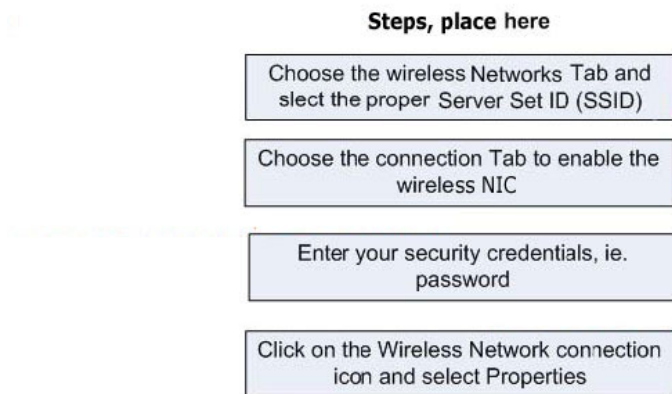 Steps, place here
Choose the wireless Networks Tab and
slect the proper Server Set ID (SSID)
Choose the connection Tab to enable the
wireless NIC
Enter your security credentials, ie.
password
Click on the Wireless Network connection
icon and select Properties